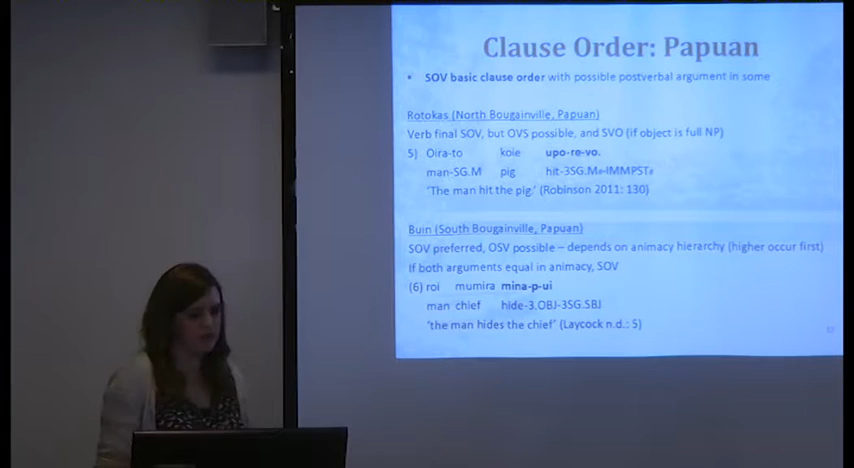 Clause Order: Papuan
• SOV basic clause order with possible postverbal argument in some
Rotokas (North Bougainville, Papuan)
Verb final SOV, but OVS possible, and SVO (if object is full NP)
5) Oira-to koie upo-re-vo.
man-SG.M pig hit-3SG.Mα-IMMPSTα
'The man hit the pig.' (Robinson 2011: 130)
Buin (South Bougainville, Papuan)
SOV preferred, OSV possible – depends on animacy hierarchy (higher occur first)
If both arguments equal in animacy, SOV
(6) roi mumira mina-p-ui
man chief hide-3.OBJ-3SG.SBJ
'the man hides the chief' (Laycock n.d.: 5)